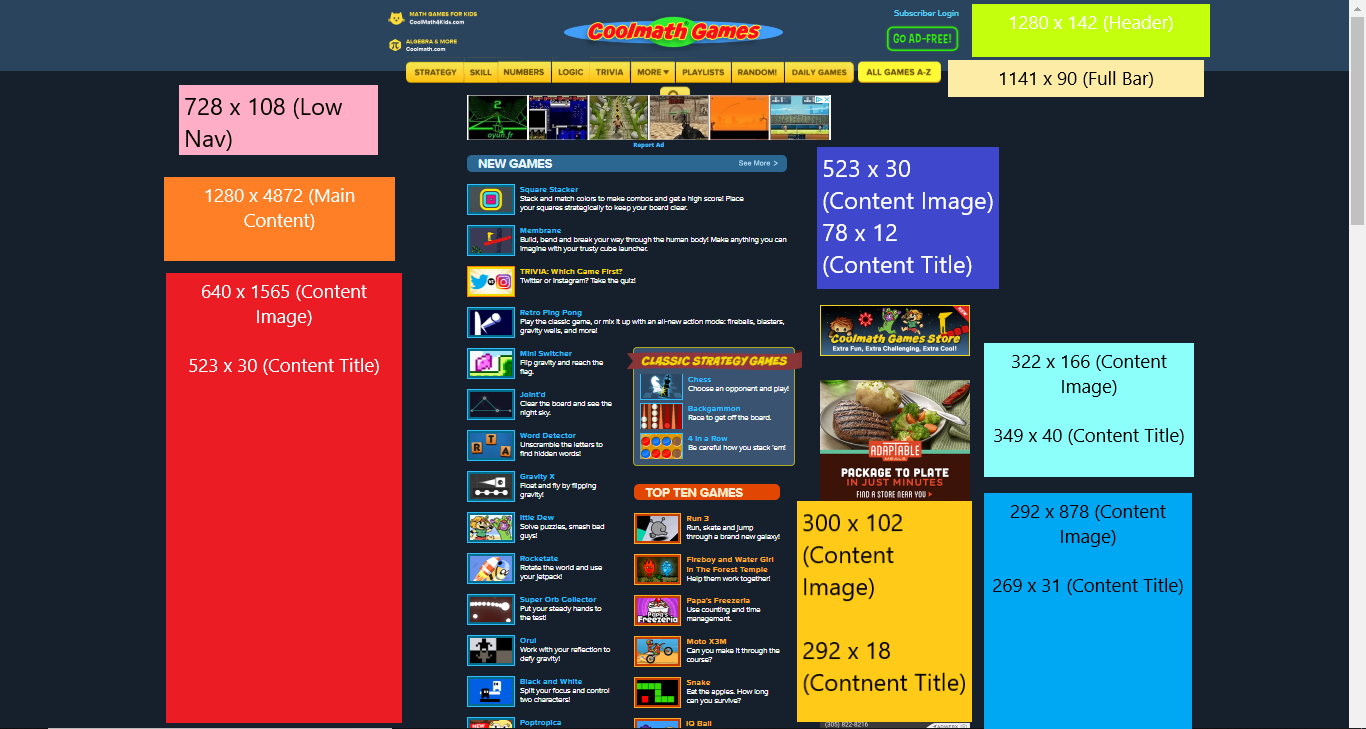 MATH GAMES FOR KIDS
CoolMath4Kids.com
ALGEBRA & MORE
Coolmath.com
Coolmath Games
Subscriber Login
GO AD-FREE!
1280 x 142 (Header)
STRATEGY SKILL NUMBERS LOGIC TRIVIA MORE PLAYLISTS RANDOM! DAILY GAMES ALL GAMES A-Z
1141 x 90 (Full Bar)
728 x 108 (Low
Nav)
2
oyun.fr
Report Ad
NEW GAMES
See More >
1280 x 4872 (Main
Content)
640 x 1565 (Content
Image)
523 x 30 (Content Title)
Square Stacker
Stack and match colors to make combos and get a high score! Place
your squares strategically to keep your board clear.
Membrane
Build, bend and break your way through the human body! Make anything you can
imagine with your trusty cube launcher.
TRIVIA: Which Came First?
Twitter or Instagram? Take the quiz!
Retro Ping Pong
Play the classic game, or mix it up with an all-new action mode: fireballs, blasters,
gravity wells, and more!
Mini Switcher
Flip gravity and reach the
flag.
Joint'd
Clear the board and see the
night sky.
R T A
Word Detector
Unscramble the letters to
find hidden words!
Gravity X
Float and fly by flipping
gravity!
Ittle Dew
Solve puzzles, smash bad
guys!
Rocketate
Rotate the world and use
your jetpack!
Super Orb Collector
Put your steady hands to
the test!
Orui
Work with your reflection to
defy gravity!
Black and White
Split your focus and control
two characters!
NEW
Poptropica
CLASSIC STRATEGY GAMES
Chess
Choose an opponent and play!
Backgammon
Race to get off the board.
4 in a Row
Be careful how you stack 'em!
TOP TEN GAMES
Run 3
Run, skate and jump
through a brand new galaxy!
Fireboy and Water Girl
in The Forest Temple
Help them work together!
Papa's Freezeria
Papa's Freezeria
Use counting and time
management.
Moto X3M
Can you make it through the
course?
Snake
Eat the apples. How long
can you survive?
IQ Ball
523 x 30
(Content Image)
78 x 12
(Content Title)
NEW
Coolmath Games Store
Extra Fun, Extra Challenging, Extra Cool!
ADAPTABLE
MEALS
PACKAGE TO PLATE
IN JUST MINUTES
FIND A STORE NEAR YOU
300 x 102
(Content
Image)
292 x 18
(Contnent Title)
(305) 822-8216
322 x 166 (Content
Image)
349 x 40 (Content Title)
292 x 878 (Content
Image)
269 x 31 (Content Title)